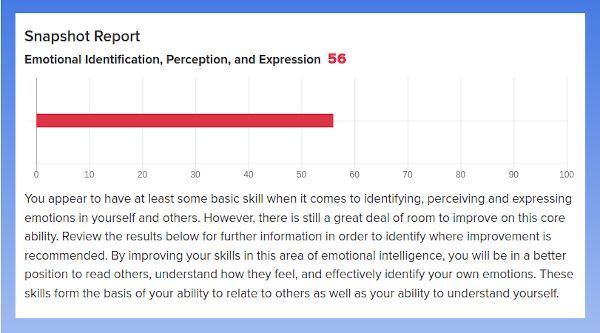 Snapshot Report
Emotional Identification, Perception, and Expression 56
0 10 20 30 40 50 60 70 80 90 100
You appear to have at least some basic skill when it comes to identifying, perceiving and expressing
emotions in yourself and others. However, there is still a great deal of room to improve on this core
ability. Review the results below for further information in order to identify where improvement is
recommended. By improving your skills in this area of emotional intelligence, you will be in a better
position to read others, understand how they feel, and effectively identify your own emotions. These
skills form the basis of your ability to relate to others as well as your ability to understand yourself.